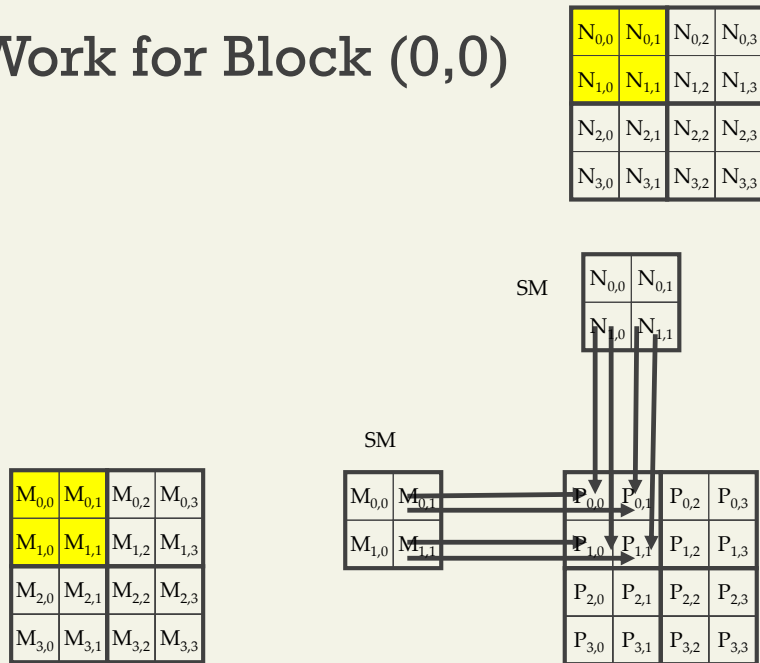 Work for Block (0,0)
N0,0 N0,1 N0,2 N0,3
N1,0 N1,1 N1,2 N1,3
N2,0 N2,1 N2,2 N2,3
N3,0 N3,1 N3,2 N3,3
SM
N0,0 N0,1
N1,0 N1,1
SM
M0,0 M0,1 M0,2 M0,3
M1,0 M1,1 M1,2 M1,3
M2,0 M2,1 M2,2 M2,3
M3,0 M3,1 M3,2 M3,3
M0,0 M0,1
M1,0 M1,1
P0,0 P0,1 P0,2 P0,3
P1,0 P1,1 P1,2 P1,3
P2,0 P2,1 P2,2 P2,3
P3,0 P3,1 P3,2 P3,3